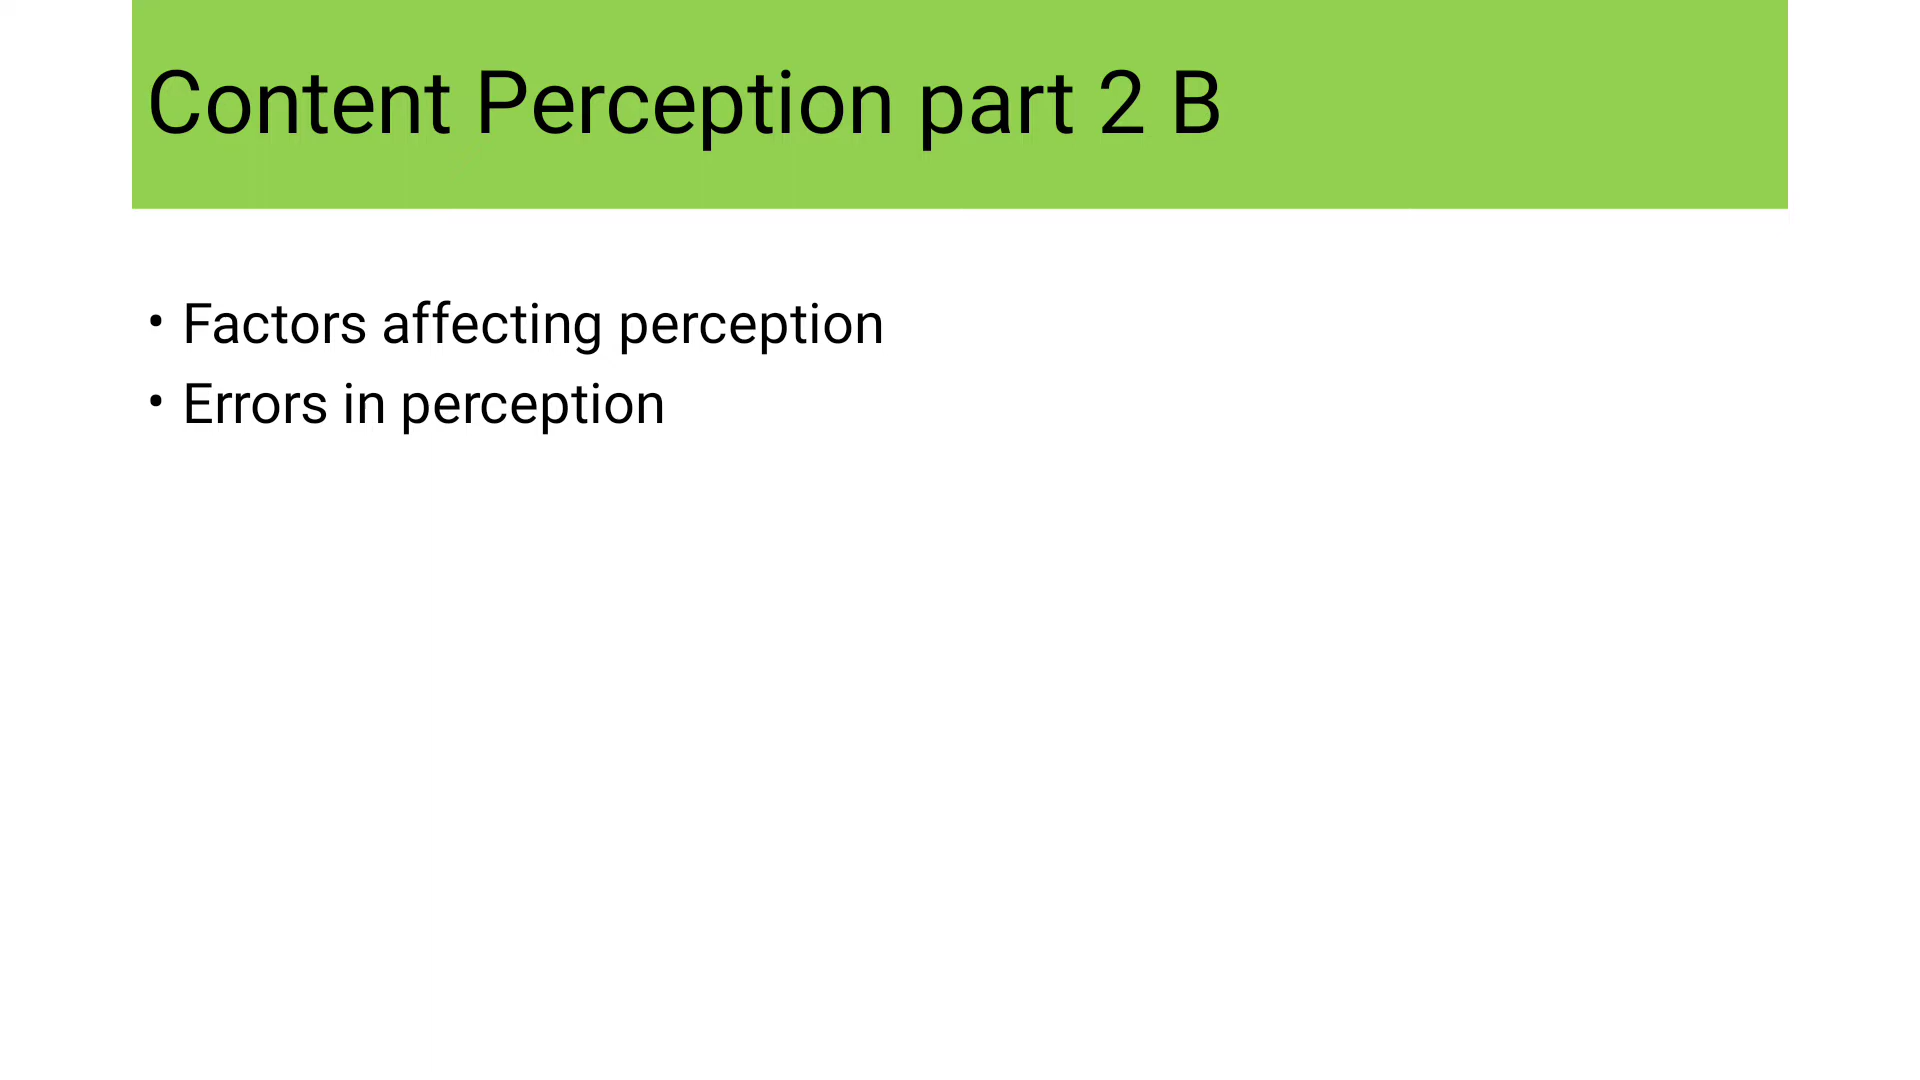 Content Perception part 2 B
• Factors affecting perception
• Errors in perception